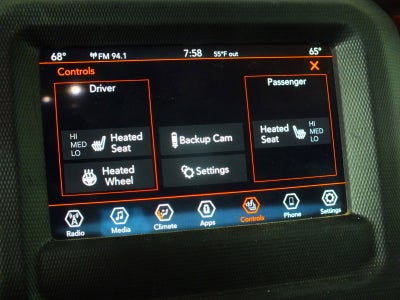 68° FM 94.1 7:58 55°F out 65°
Controls
Driver
Passenger
HI
MED
LO
Heated
Seat
Backup Cam
Heated
Seat
HI
MED
LO
Heated
Wheel
Settings
Radio Media Climate Apps Controls Phone Settings